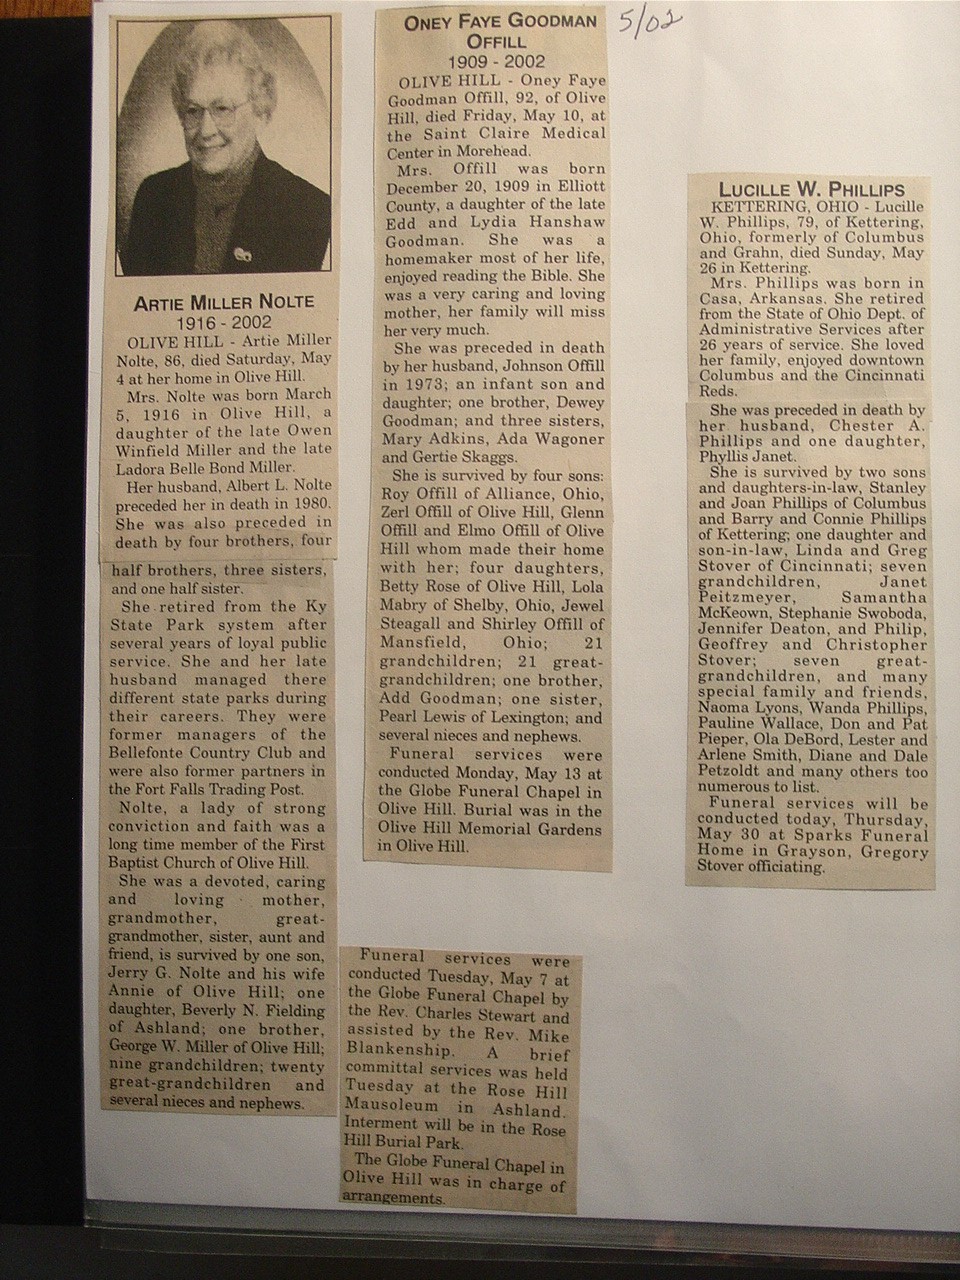 ARTIE MILLER NOLTE
1916 - 2002
OLIVE HILL - Artie Miller
Nolte, 86, died Saturday, May
4 at her home in Olive Hill.
Mrs. Nolte was born March
5, 1916 in Olive Hill, a
daughter of the late Owen
Winfield Miller and the late
Ladora Belle Bond Miller.
Her husband, Albert L. Nolte
preceded her in death in 1980.
She was also preceded in
death by four brothers, four
half brothers, three sisters,
and one half sister.
She retired from the Ky
State Park system after
several years of loyal public
service. She and her late
husband managed there
different state parks during
their careers. They were
former managers of the
Bellefonte Country Club and
were also former partners in
the Fort Falls Trading Post.
Nolte, a lady of strong
conviction and faith was a
long time member of the First
Baptist Church of Olive Hill.
She was a devoted, caring
and loving mother,
grandmother, great-
grandmother, sister, aunt and
friend, is survived by one son,
Jerry G. Nolte and his wife
Annie of Olive Hill; one
daughter, Beverly N. Fielding
of Ashland; one brother,
George W. Miller of Olive Hill;
nine grandchildren; twenty
great-grandchildren and
several nieces and nephews.
Funeral services were
conducted Tuesday, May 7 at
the Globe Funeral Chapel by
the Rev. Charles Stewart and
assisted by the Rev. Mike
Blankenship. A brief
committal services was held
Tuesday at the Rose Hill
Mausoleum in Ashland.
Interment will be in the Rose
Hill Burial Park.
The Globe Funeral Chapel in
Olive Hill was in charge of
arrangements.
ONEY FAYE GOODMAN
OFFILL
1909 - 2002
OLIVE HILL - Oney Faye
Goodman Offill, 92, of Olive
Hill, died Friday, May 10, at
the Saint Claire Medical
Center in Morehead.
Mrs. Offill was born
December 20, 1909 in Elliott
County, a daughter of the late
Edd and Lydia Hanshaw
Goodman. She was a
homemaker most of her life,
enjoyed reading the Bible. She
was a very caring and loving
mother, her family will miss
her very much.
She was preceded in death
by her husband, Johnson Offill
in 1973; an infant son and
daughter; one brother, Dewey
Goodman; and three sisters,
Mary Adkins, Ada Wagoner
and Gertie Skaggs.
She is survived by four sons:
Roy Offill of Alliance, Ohio,
Zerl Offill of Olive Hill, Glenn
Offill and Elmo Offill of Olive
Hill whom made their home
with her; four daughters,
Betty Rose of Olive Hill, Lola
Mabry of Shelby, Ohio, Jewel
Steagall and Shirley Offill of
Mansfield, Ohio; 21
grandchildren; 21 great-
grandchildren; one brother,
Add Goodman; one sister,
Pearl Lewis of Lexington; and
several nieces and nephews.
Funeral services were
conducted Monday, May 13 at
the Globe Funeral Chapel in
Olive Hill. Burial was in the
Olive Hill Memorial Gardens
in Olive Hill.
5/02
LUCILLE W. PHILLIPS
KETTERING, OHIO - Lucille
W. Phillips, 79, of Kettering,
Ohio, formerly of Columbus
and Grahn, died Sunday, May
26 in Kettering.
Mrs. Phillips was born in
Casa, Arkansas. She retired
from the State of Ohio Dept. of
Administrative Services after
26 years of service. She loved
her family, enjoyed downtown
Columbus and the Cincinnati
Reds.
She was preceded in death by
her husband, Chester A.
Phillips and one daughter,
Phyllis Janet.
She is survived by two sons
and daughters-in-law, Stanley
and Joan Phillips of Columbus
and Barry and Connie Phillips
of Kettering; one daughter and
son-in-law, Linda and Greg
Stover of Cincinnati; seven
grandchildren, Janet
Peitzmeyer, Samantha
McKeown, Stephanie Swoboda,
Jennifer Deaton, and Philip,
Geoffrey and Christopher
Stover; seven great-
grandchildren, and many
special family and friends,
Naoma Lyons, Wanda Phillips,
Pauline Wallace, Don and Pat
Pieper, Ola DeBord, Lester and
Arlene Smith, Diane and Dale
Petzoldt and many others too
numerous to list.
Funeral services will be
conducted today, Thursday,
May 30 at Sparks Funeral
Home in Grayson, Gregory
Stover officiating.